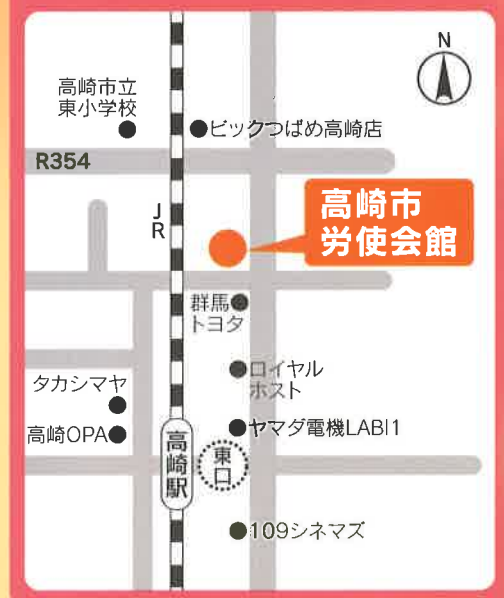 N
高崎市立
東小学校
ビックつばめ高崎店
R354
JR
高崎市
労使会館
群馬
トヨタ
ロイヤル
ホスト
タカシマヤ
高崎OPA
ヤマダ電機LABI1
高崎駅
東口
109シネマズ